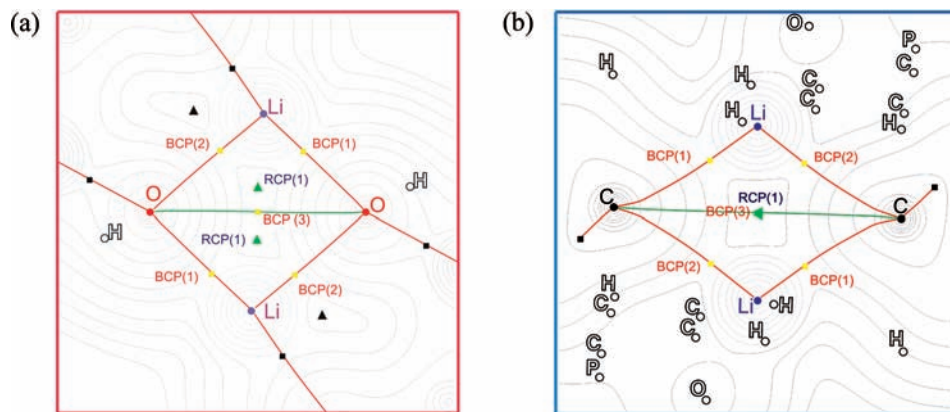 (a)
Li
BCP(2)
BCP(1)
RCP(1)
H
O
O
BCP (3)
H
RCP(1)
BCP(1)
BCP(2)
Li
(b)
O
P
H
H
C
C
C
H
Li
C
H
BCP(1)
BCP(2)
RCP(1)
C
BCP(3)
C
BCP(2)
BCP(1)
H
Li
H
C
C
H
H
C
C
P
O